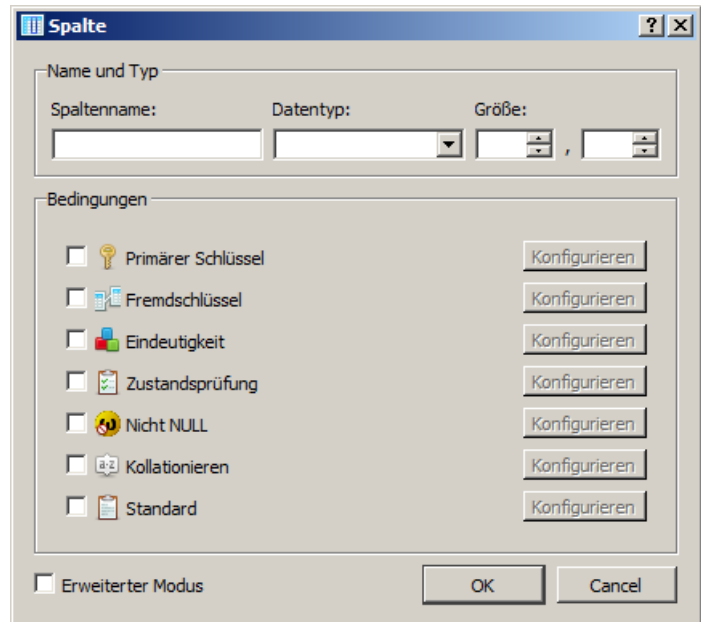 Spalte
Name und Typ
Spaltenname: Datentyp: Größe:
,
Bedingungen
Primärer Schlüssel Konfigurieren
Fremdschlüssel Konfigurieren
Eindeutigkeit Konfigurieren
Zustandsprüfung Konfigurieren
Nicht NULL Konfigurieren
Kollationieren Konfigurieren
Standard Konfigurieren
Erweiterter Modus OK Cancel